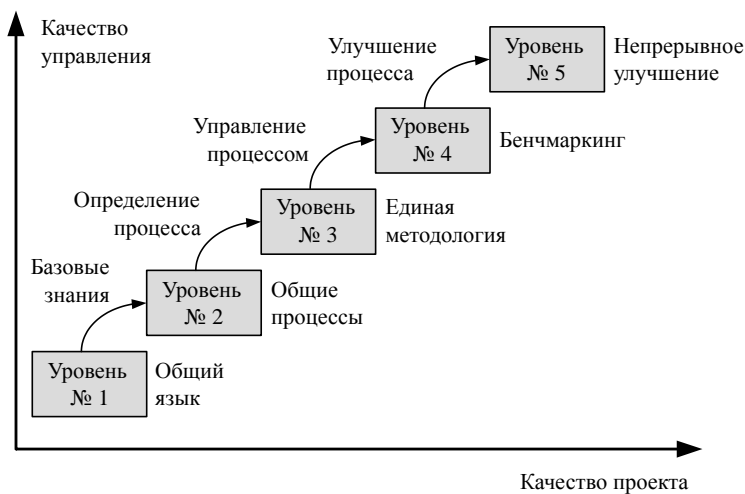 Качество
управления
Улучшение
процесса
Уровень
№ 5
Непрерывное
улучшение
Управление
процессом
Уровень
№ 4
Бенчмаркинг
Определение
процесса
Уровень
№ 3
Единая
методология
Базовые
знания
Уровень
№ 2
Общие
процессы
Уровень
№ 1
Общий
язык
Качество проекта